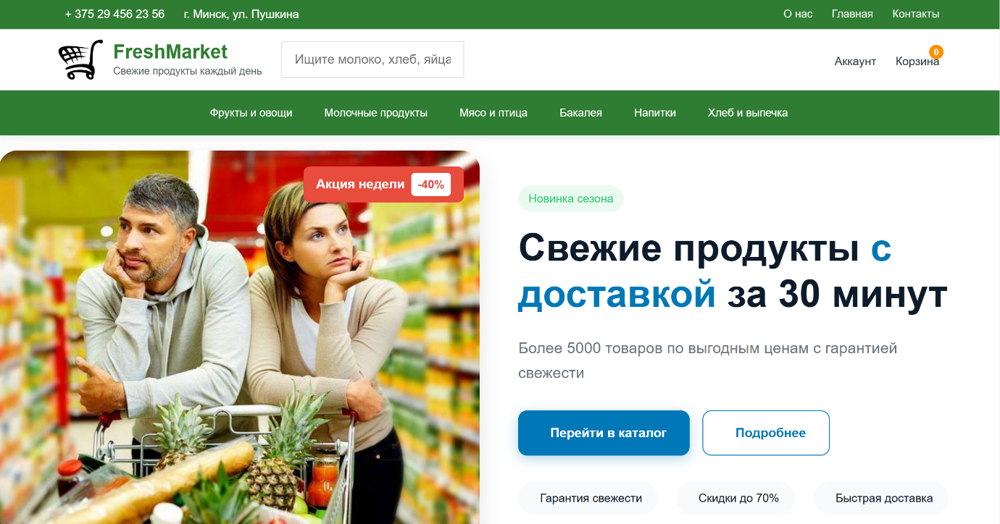 + 375 29 456 23 56 г. Минск, ул. Пушкина О нас Главная Контакты
FreshMarket
Свежие продукты каждый день
Ищите молоко, хлеб, яйца
Аккаунт Корзина 0
Фрукты и овощи Молочные продукты Мясо и птица Бакалея Напитки Хлеб и выпечка
Акция недели -40%
Новинка сезона
Свежие продукты с
доставкой за 30 минут
Более 5000 товаров по выгодным ценам с гарантией
свежести
Перейти в каталог Подробнее
Гарантия свежести Скидки до 70% Быстрая доставка